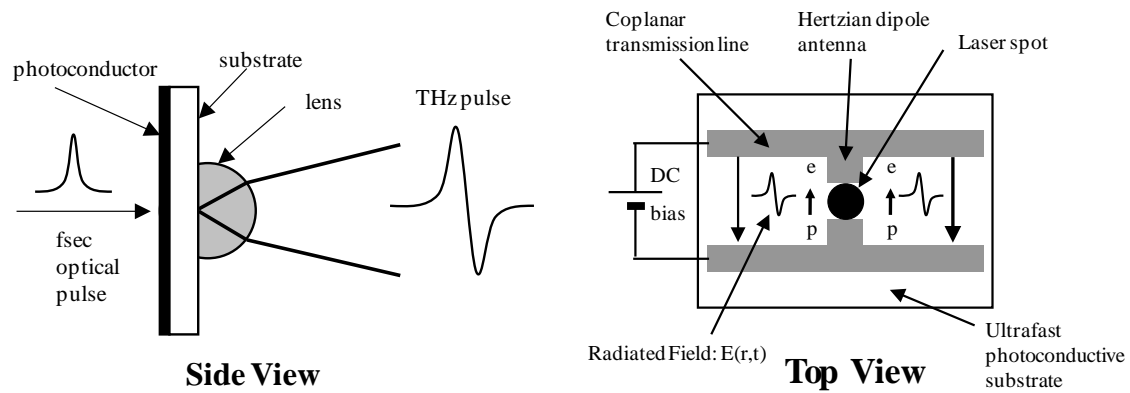 photoconductor
substrate
lens
THz pulse
fsec
optical
pulse
Side View
Coplanar
transmission line
Hertzian dipole
antenna
Laser spot
DC
bias
e
e
p
p
Radiated Field: E(r,t)
Ultrafast
photoconductive
substrate
Top View